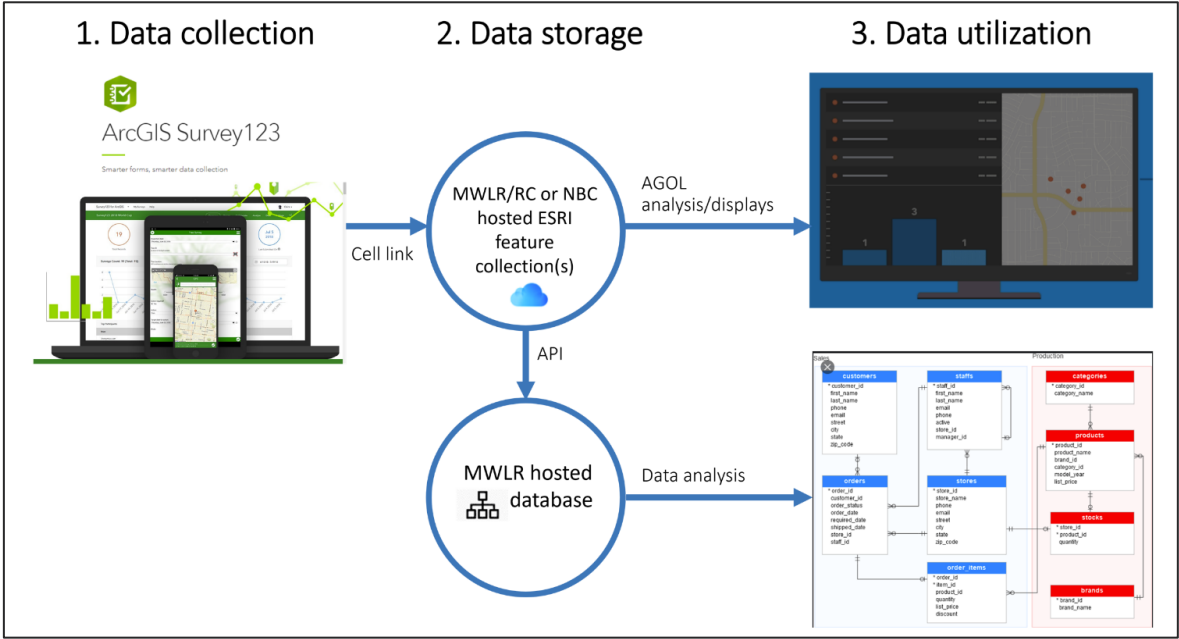 1. Data collection
2. Data storage
3. Data utilization
ArcGIS Survey123
Smarter forms, smarter data collection
19
Cell link
MWLR/RC or NBC
hosted ESRI
feature
collection(s)
AGOL
analysis/displays
1
3
1
API
MWLR hosted
database
Data analysis
Sales
Production
customers
* customer_id
first_name
last_name
phone
email
street
city
state
zip_code
staffs
* staff_id
first_name
last_name
email
phone
active
store_id
manager_id
categories
* category_id
category_name
products
* product_id
product_name
brand_id
category_id
model_year
list_price
orders
* order_id
customer_id
order_status
order_date
required_date
shipped_date
store_id
staff_id
stores
* store_id
store_name
phone
email
street
city
state
zip_code
stocks
* store_id
* product_id
quantity
order_items
* order_id
* item_id
product_id
quantity
list_price
discount
brands
* brand_id
brand_name